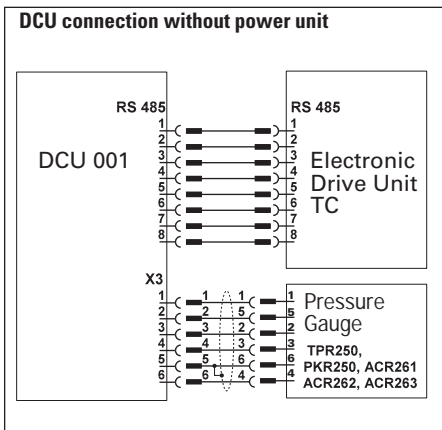 DCU connection without power unit
RS 485 RS 485
1 1
2 2
3 3
DCU 001 Electronic
4 4
5 Drive Unit 5
6 TC 6
7 7
8 8
X3
1 1 1 1 Pressure
2 2 5 5 Gauge
3 3 2 2
4 4 3 3 TPR250,
5 5 6 6 PKR250, ACR261
6 6 4 4 ACR262, ACR263